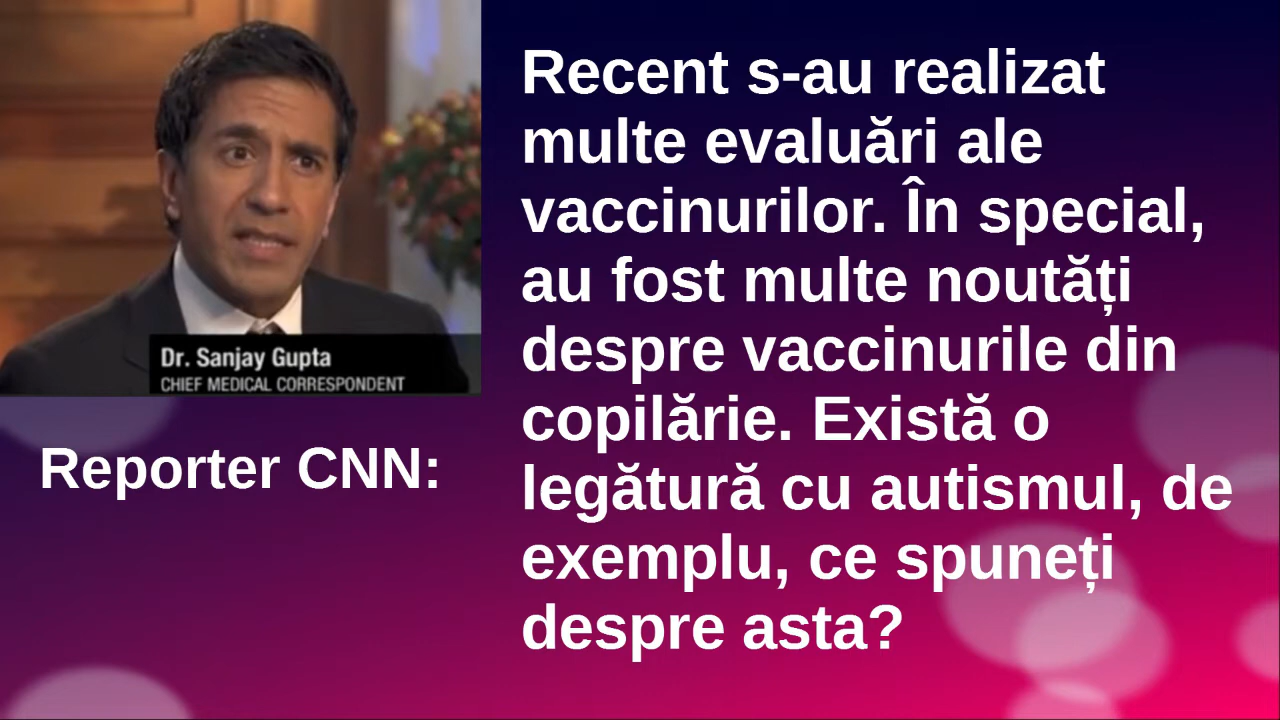 Dr. Sanjay Gupta
CHIEF MEDICAL CORRESPONDENT
Reporter CNN:
Recent s-au realizat
multe evaluări ale
vaccinurilor. În special,
au fost multe noutăți
despre vaccinurile din
copilărie. Există o
legătură cu autismul, de
exemplu, ce spuneți
despre asta?